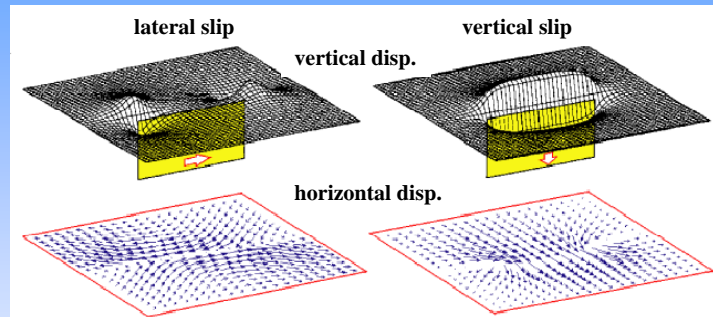 lateral slip
vertical slip
vertical disp.
horizontal disp.